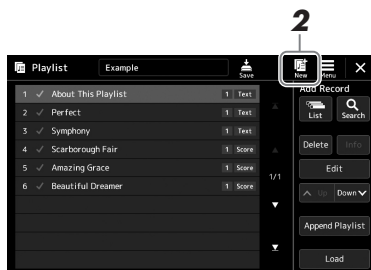 2
Playlist
Example
Save
New
Menu
Add Record
1 ✓ About This Playlist 1 Text
2 ✓ Perfect 1 Text
3 ✓ Symphony 1 Text
4 ✓ Scarborough Fair 1 Score
5 ✓ Amazing Grace 1 Score
6 ✓ Beautiful Dreamer 1 Score
1/1
List
Search
Delete
Info
Edit
Up
Down
Append Playlist
Load